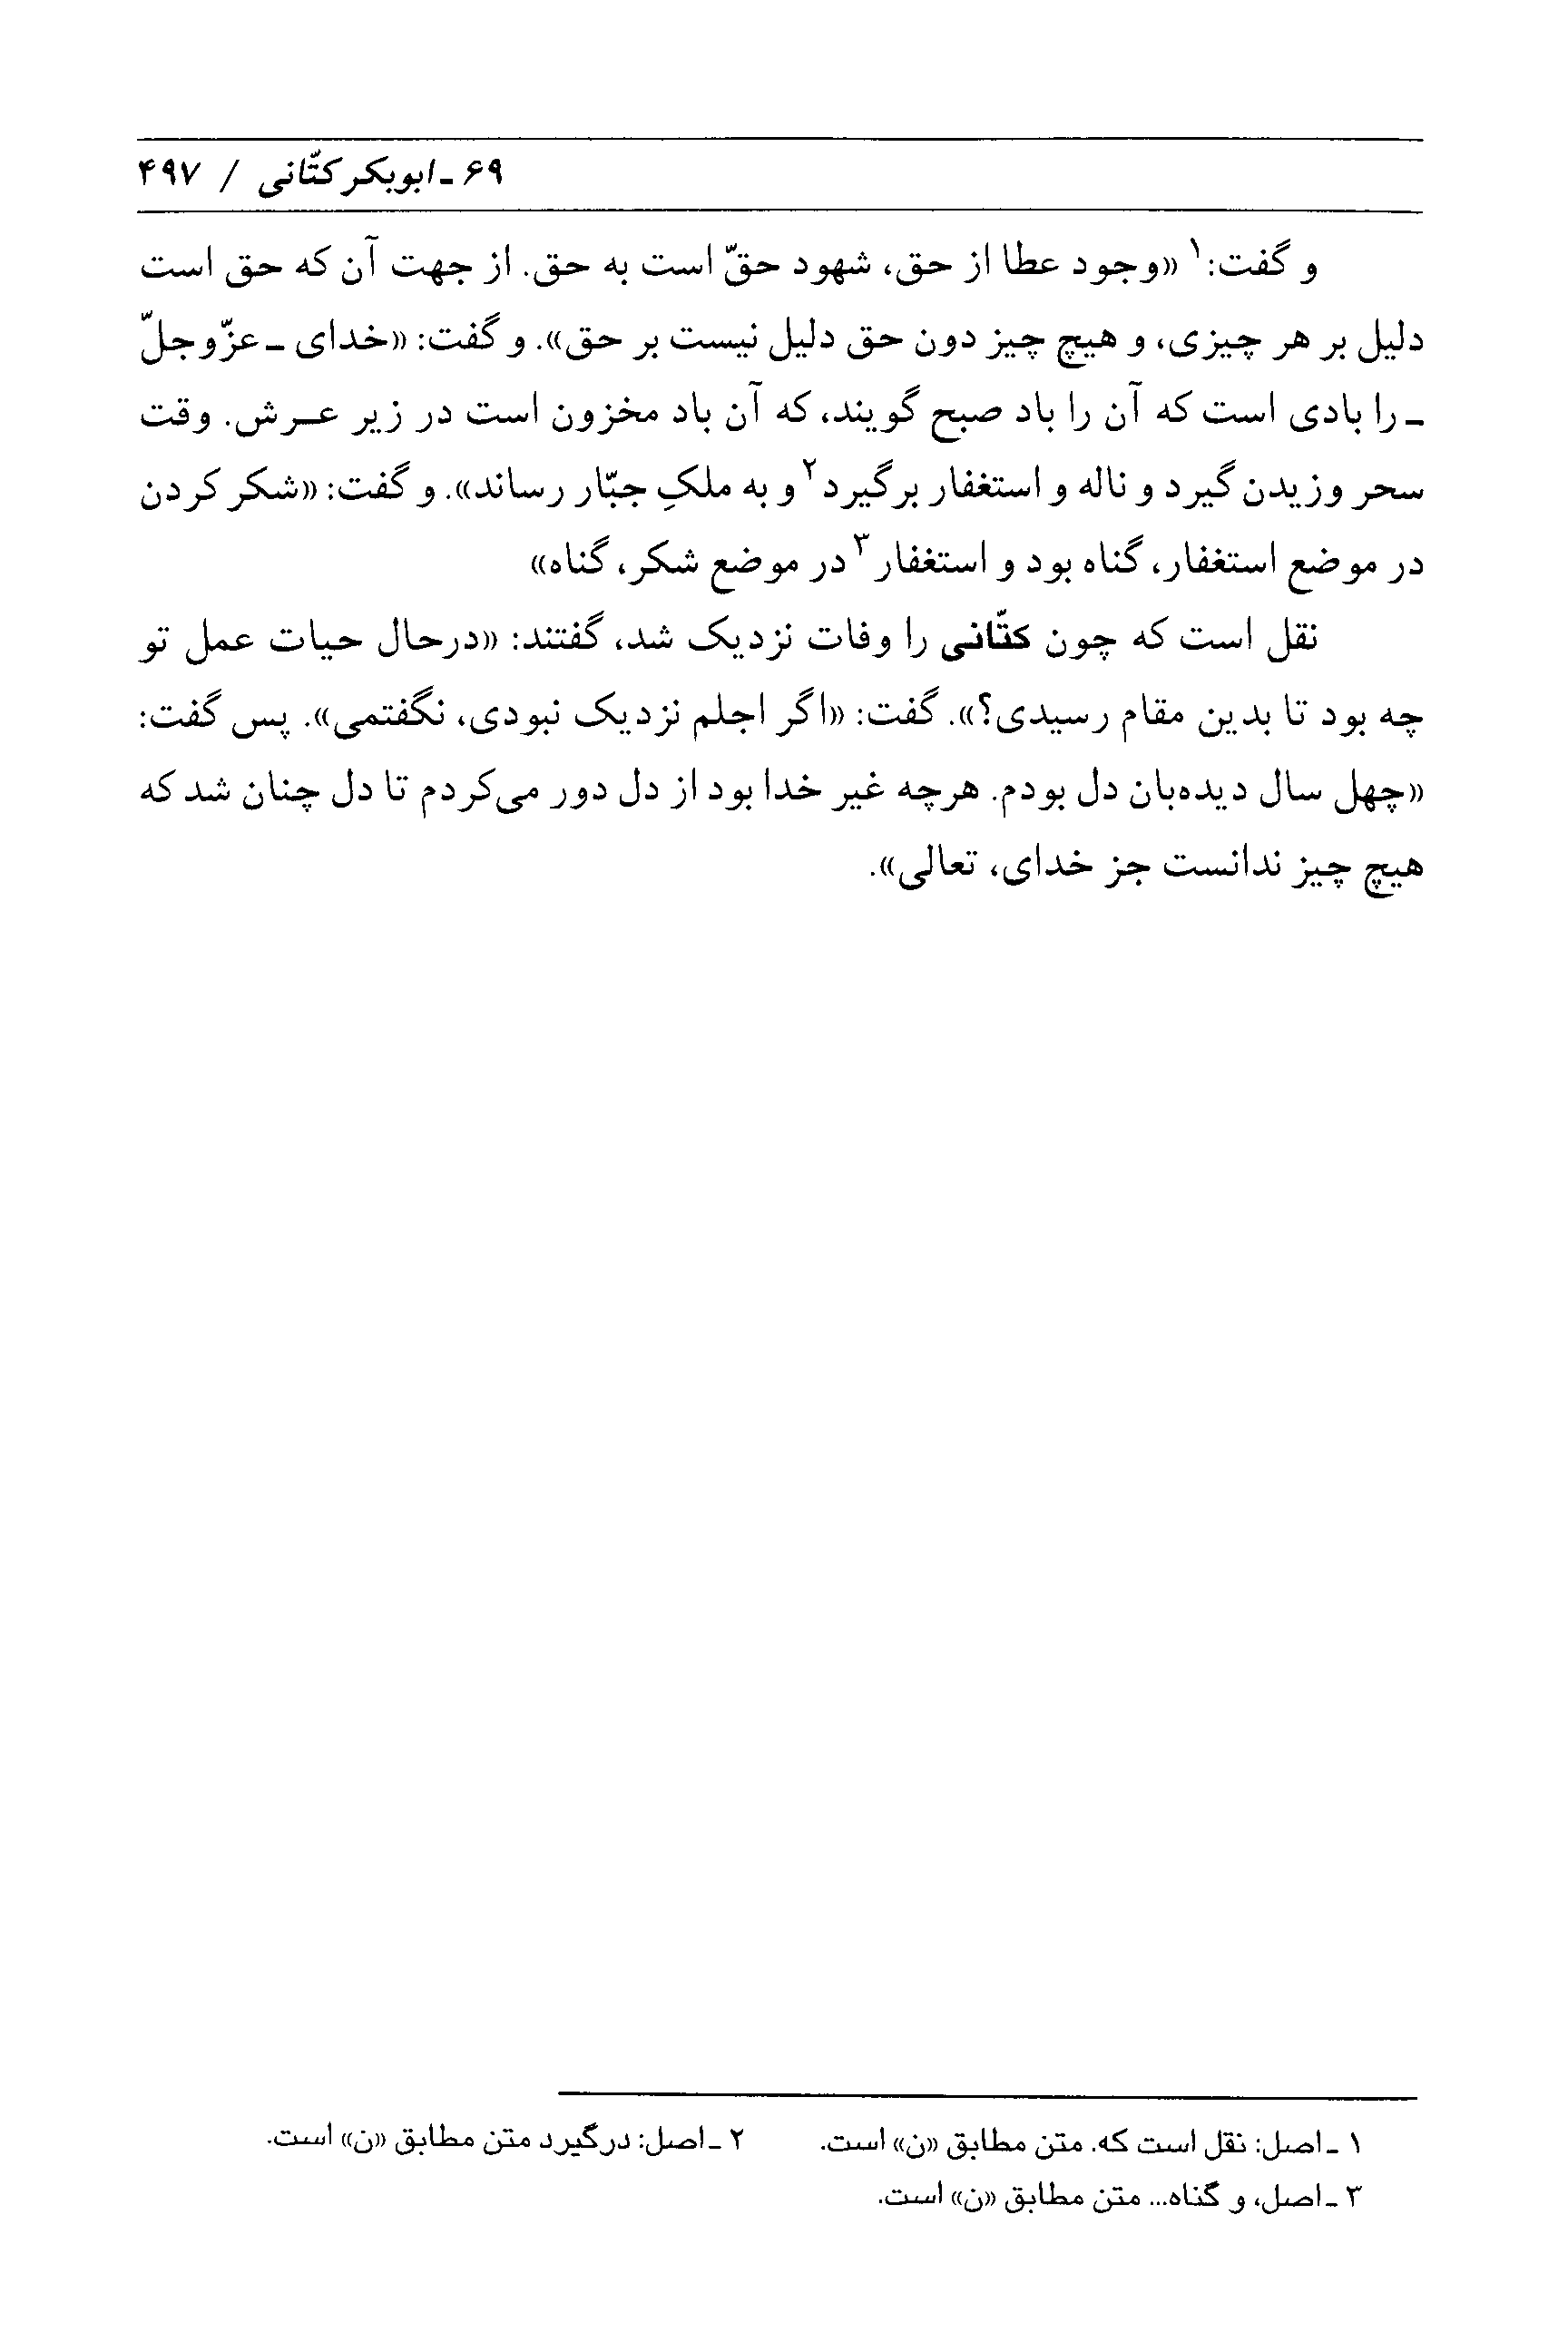 ۶۹ـ ابوبکر کتّانی / ۴۹۷
و گفت:۱ «وجود عطا از حق، شهود حقّ است به حق. از جهت آن که حق است
دلیل بر هر چیزی، و هیچ چیز دون حق دلیل نیست بر حق». و گفت: «خدای ـ عزّوجلّ
ـ را بادی است که آن را باد صبح گویند، که آن باد مخزون است در زیر عـرش. وقت
سحر وزیدن گیرد و ناله و استغفار برگیرد۲ و به ملکِ جبّار رساند». و گفت: «شکر کردن
در موضع استغفار، گناه بود و استغفار۳ در موضع شکر، گناه»
نقل است که چون کتّانی را وفات نزدیک شد، گفتند: «درحال حیات عمل تو
چه بود تا بدین مقام رسیدی؟». گفت: «اگر اجلم نزدیک نبودی، نگفتمی». پس گفت:
«چهل سال دیده‌بان دل بودم. هرچه غیر خدا بود از دل دور می‌کردم تا دل چنان شد که
هیچ چیز ندانست جز خدای، تعالی».
۱ ـ اصل: نقل است که. متن مطابق «ن» است. ۲ ـ اصل: درگیرد متن مطابق «ن» است.
۳ ـ اصل، و گناه... متن مطابق «ن» است.